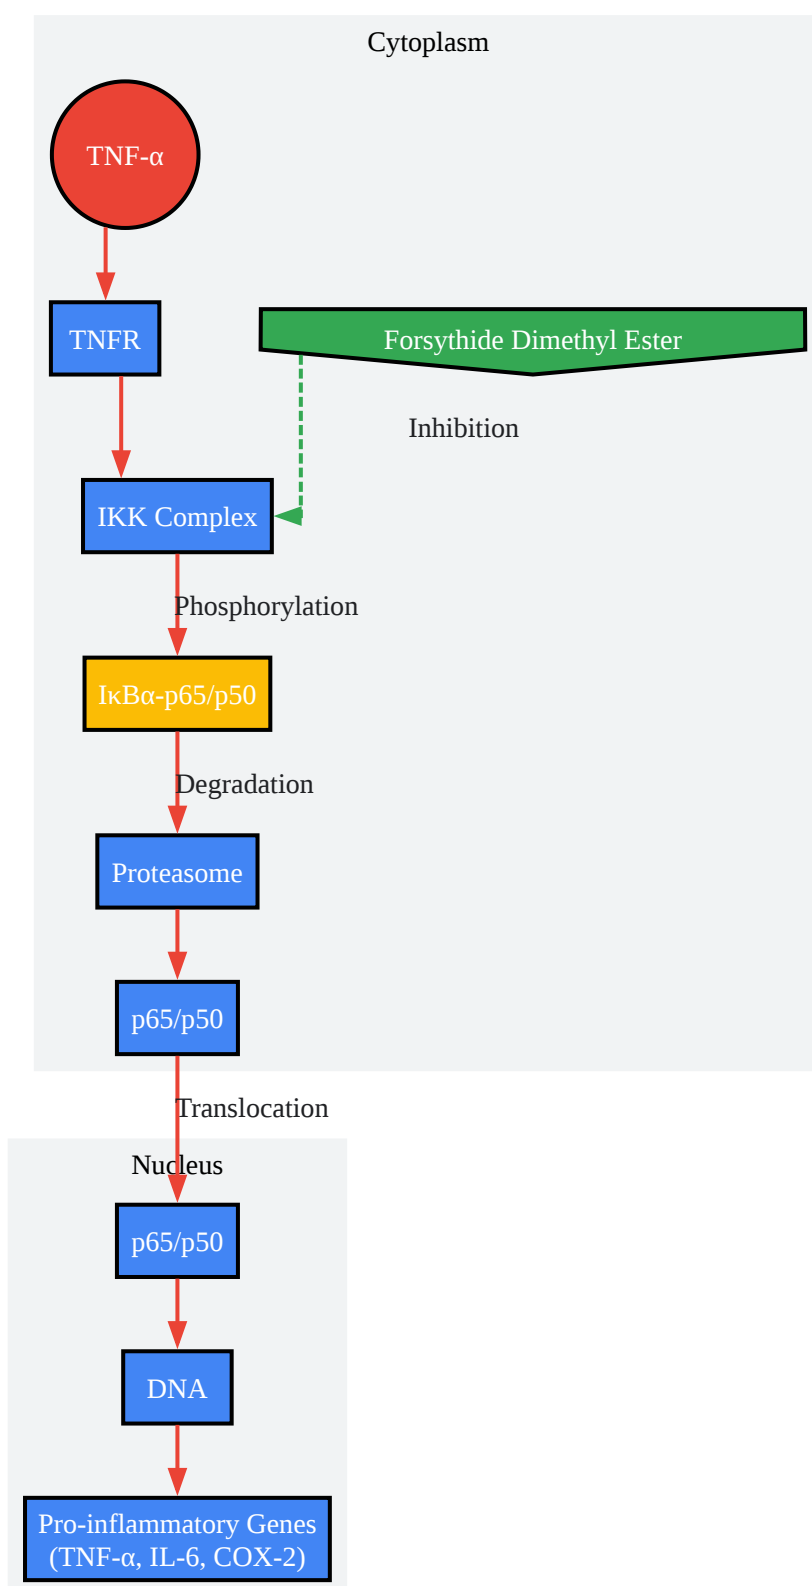 Cytoplasm
TNF-α
TNFR
Forsythide Dimethyl Ester
Inhibition
IKK Complex
Phosphorylation
IκBα-p65/p50
Degradation
Proteasome
p65/p50
Translocation
Nucleus
p65/p50
DNA
Pro-inflammatory Genes
(TNF-α, IL-6, COX-2)